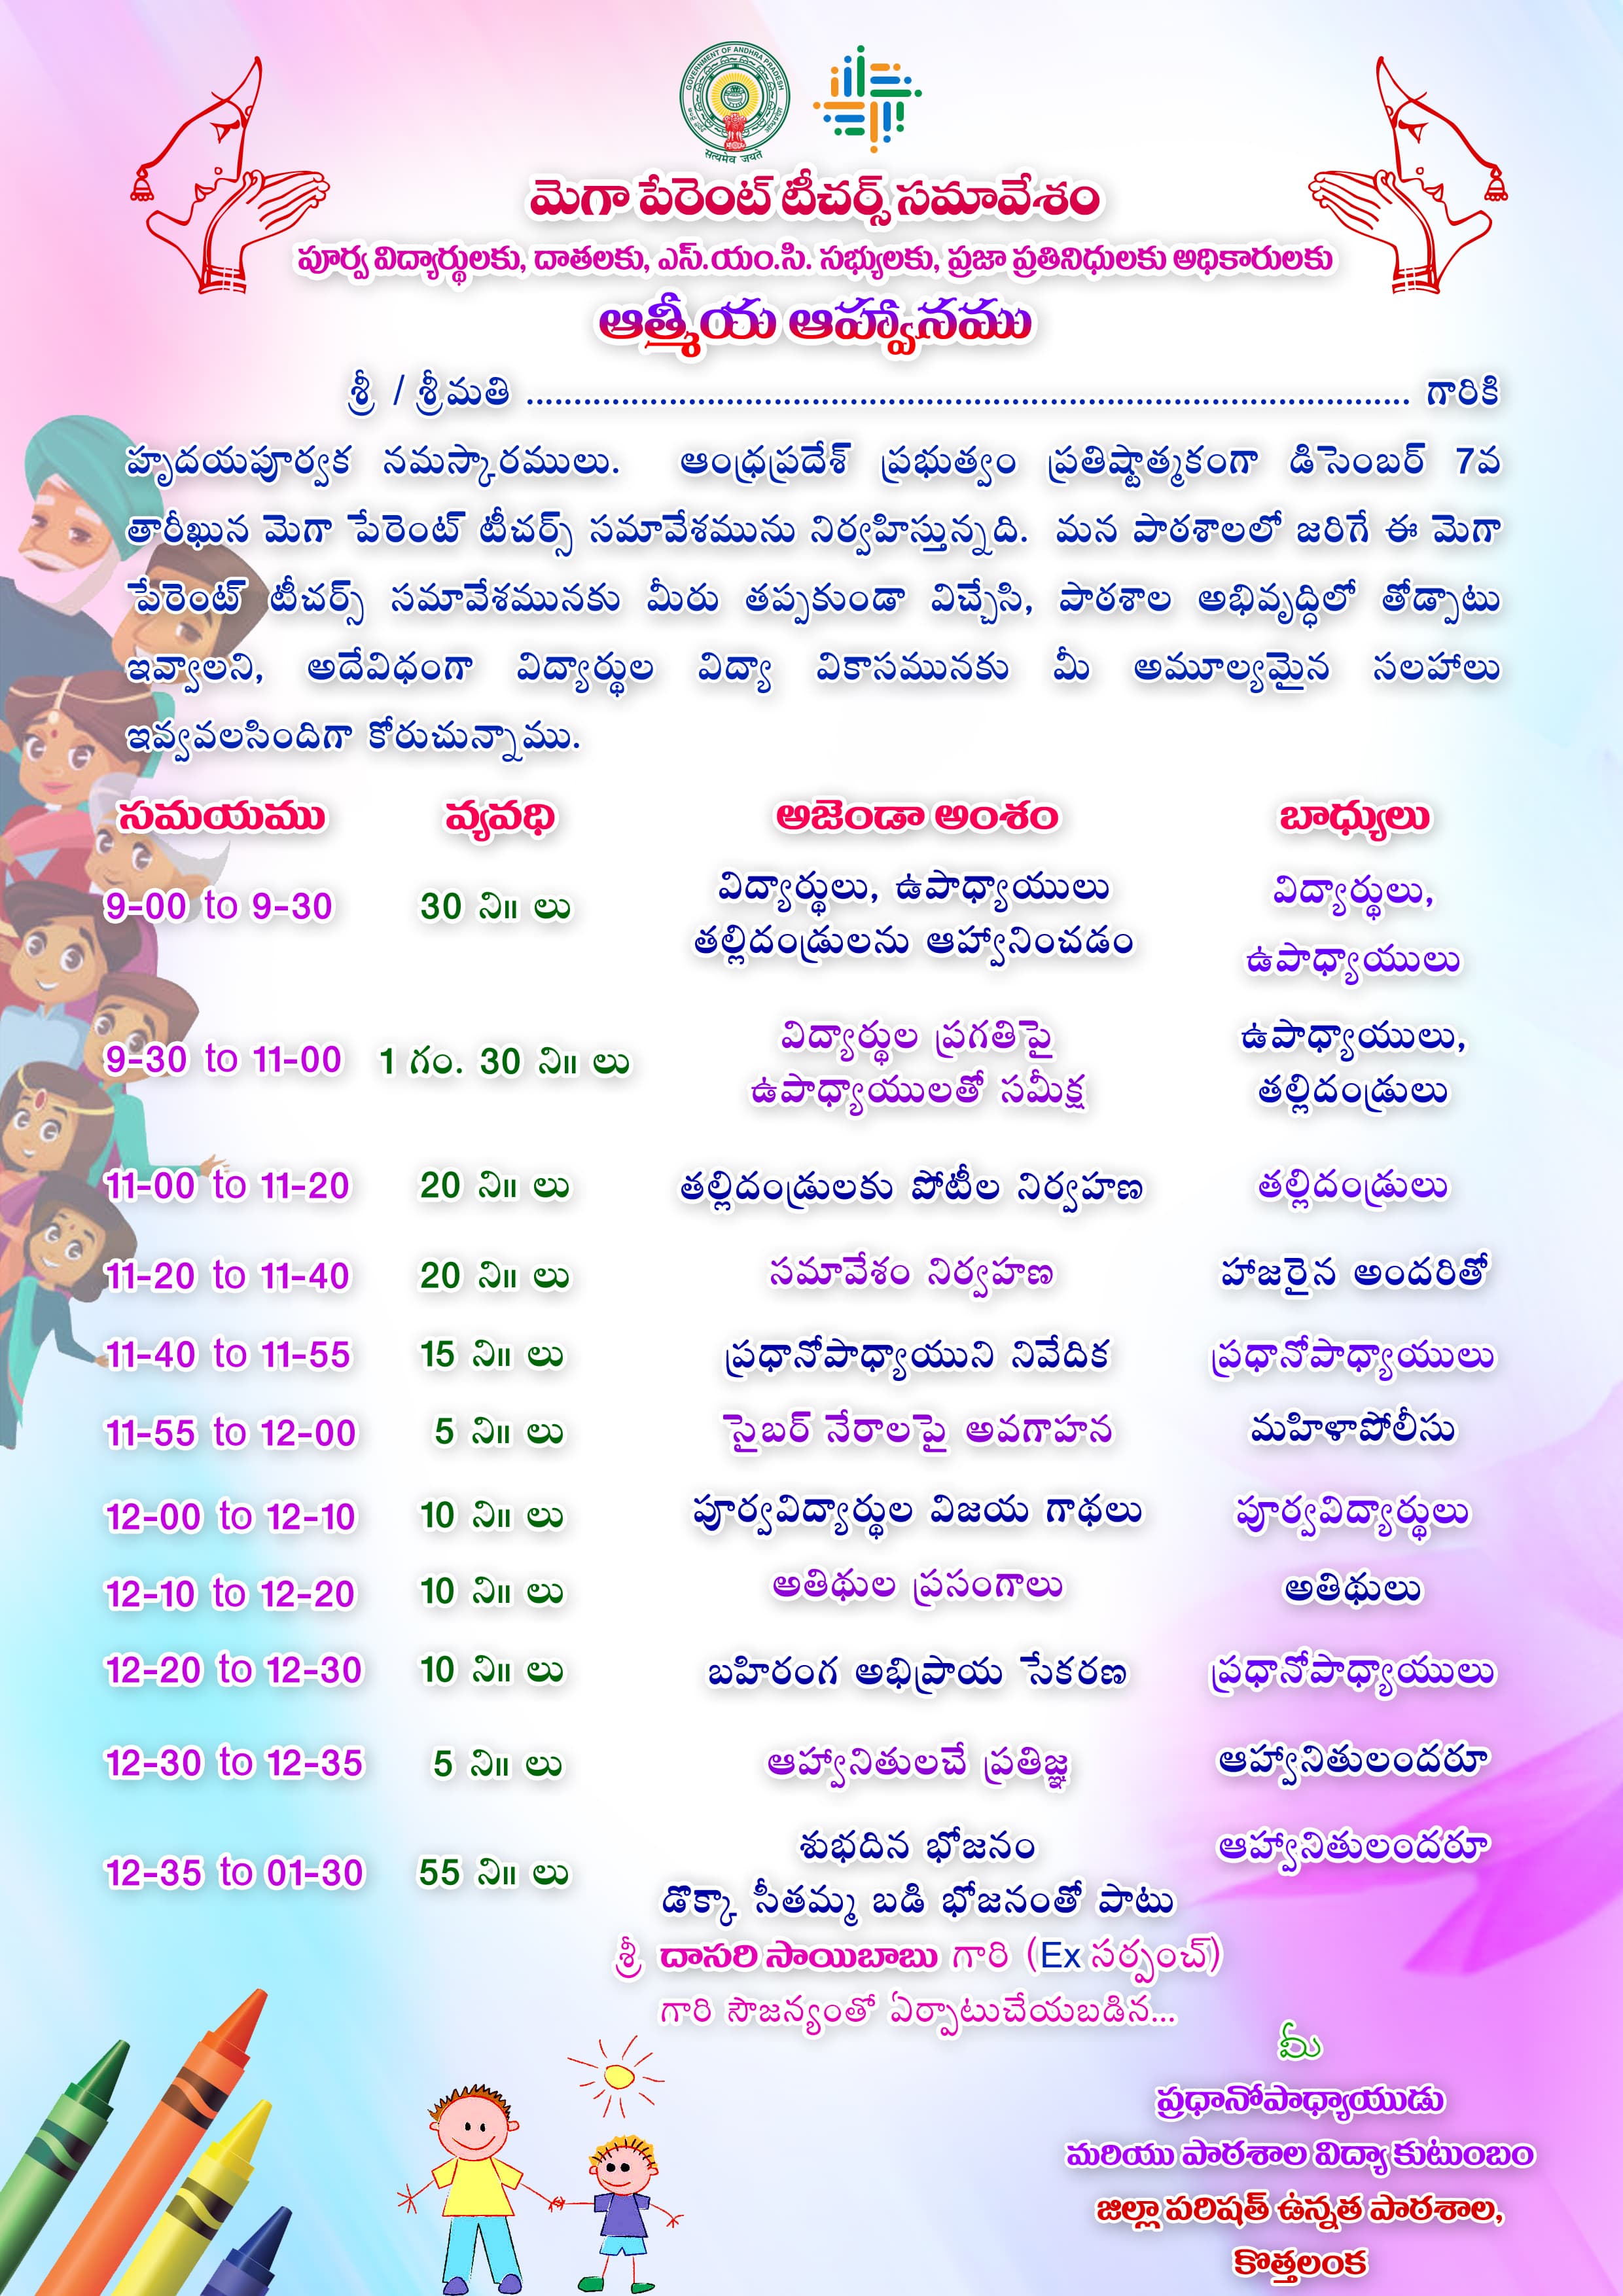 GOVERNMENT OF ANDHRA PRADESH
सत्यमेव जयते
మెగా పేరెంట్ టీచర్స్ సమావేశం
పూర్వ విద్యార్థులకు, దాతలకు, ఎస్.యం.సి. సభ్యులకు, ప్రజా ప్రతినిధులకు అధికారులకు
ఆత్మీయ ఆహ్వానము
శ్రీ / శ్రీమతి ............................................................................................. గారికి
హృదయపూర్వక నమస్కారములు. ఆంధ్రప్రదేశ్ ప్రభుత్వం ప్రతిష్టాత్మకంగా డిసెంబర్ 7వ
తారీఖున మెగా పేరెంట్ టీచర్స్ సమావేశమును నిర్వహిస్తున్నది. మన పాఠశాలలో జరిగే ఈ మెగా
పేరెంట్ టీచర్స్ సమావేశమునకు మీరు తప్పకుండా విచ్చేసి, పాఠశాల అభివృద్ధిలో తోడ్పాటు
ఇవ్వాలని, అదేవిధంగా విద్యార్థుల విద్యా వికాసమునకు మీ అమూల్యమైన సలహాలు
ఇవ్వవలసిందిగా కోరుచున్నాము.
సమయము వ్యవధి అజెండా అంశం బాధ్యులు
9-00 to 9-30 30 ని॥ లు విద్యార్థులు, ఉపాధ్యాయులు విద్యార్థులు,
తల్లిదండ్రులను ఆహ్వానించడం ఉపాధ్యాయులు
9-30 to 11-00 1 గం. 30 ని॥ లు విద్యార్థుల ప్రగతిపై ఉపాధ్యాయులు,
ఉపాధ్యాయులతో సమీక్ష తల్లిదండ్రులు
11-00 to 11-20 20 ని॥ లు తల్లిదండ్రులకు పోటీల నిర్వహణ తల్లిదండ్రులు
11-20 to 11-40 20 ని॥ లు సమావేశం నిర్వహణ హాజరైన అందరితో
11-40 to 11-55 15 ని॥ లు ప్రధానోపాధ్యాయుని నివేదిక ప్రధానోపాధ్యాయులు
11-55 to 12-00 5 ని॥ లు సైబర్ నేరాలపై అవగాహన మహిళాపోలీసు
12-00 to 12-10 10 ని॥ లు పూర్వవిద్యార్థుల విజయ గాథలు పూర్వవిద్యార్థులు
12-10 to 12-20 10 ని॥ లు అతిథుల ప్రసంగాలు అతిథులు
12-20 to 12-30 10 ని॥ లు బహిరంగ అభిప్రాయ సేకరణ ప్రధానోపాధ్యాయులు
12-30 to 12-35 5 ని॥ లు ఆహ్వానితులచే ప్రతిజ్ఞ ఆహ్వానితులందరూ
12-35 to 01-30 55 ని॥ లు శుభదిన భోజనం ఆహ్వానితులందరూ
డొక్కా సీతమ్మ బడి భోజనంతో పాటు
శ్రీ దాసరి సాయిబాబు గారి (Ex సర్పంచ్)
గారి సౌజన్యంతో ఏర్పాటుచేయబడిన...
మీ
ప్రధానోపాధ్యాయుడు
మరియు పాఠశాల విద్యా కుటుంబం
జిల్లా పరిషత్ ఉన్నత పాఠశాల,
కొత్తలంక